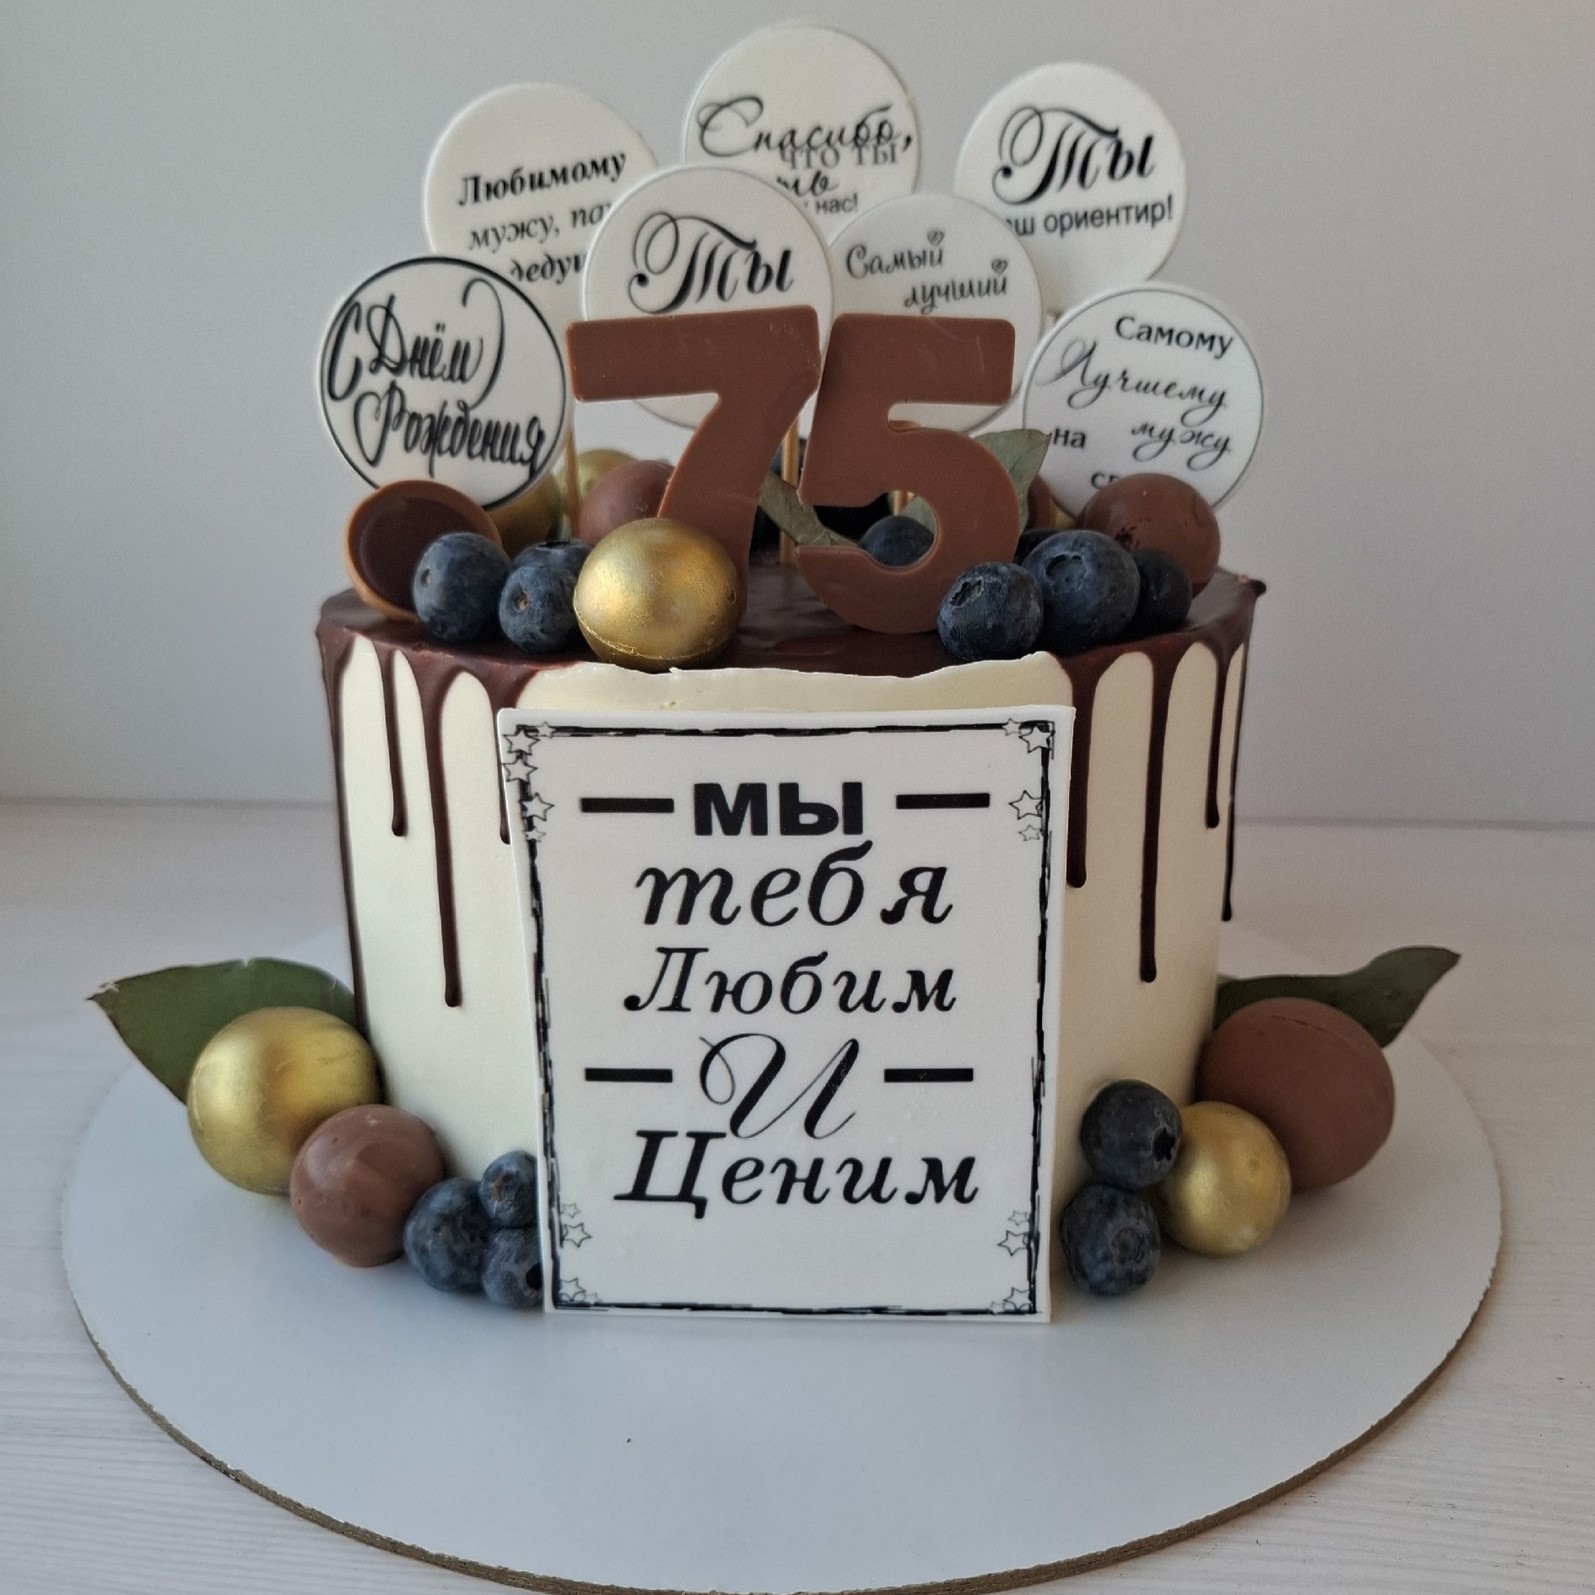 Любимому
мужу,
Спасибо,
что ты
нас!
Ты
ориентир!
Ты
Самый
лучший
С Днём
Рождения
Самому
Лучшему
мужу
на
75
мы
тебя
Любим
И
Ценим